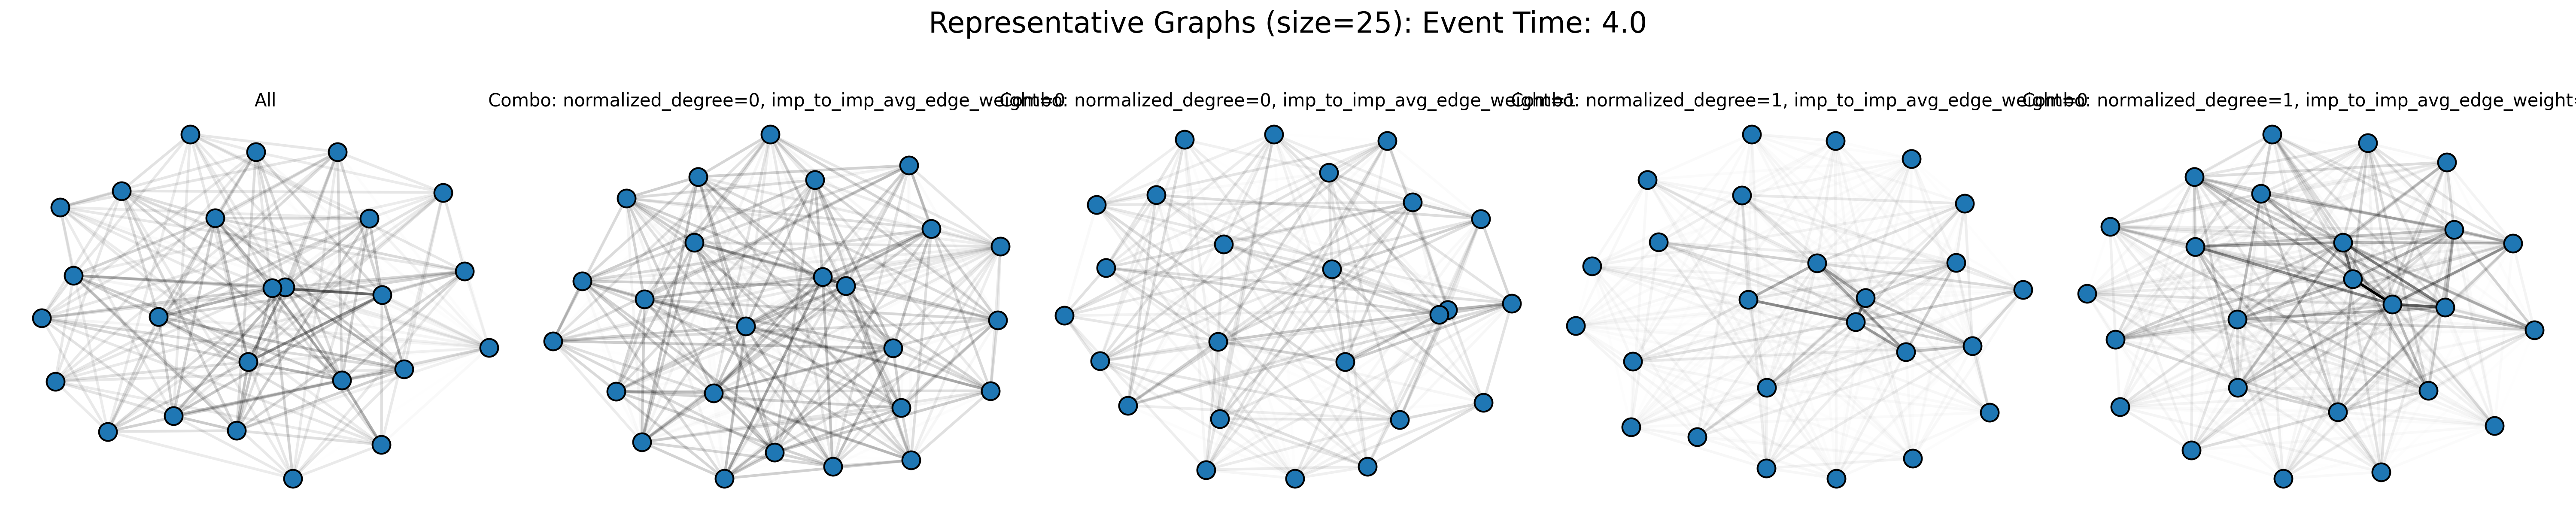 Representative Graphs (size=25): Event Time: 4.0
All
Combo: normalized_degree=0, imp_to_imp_avg_edge_weight=0
Combo: normalized_degree=0, imp_to_imp_avg_edge_weight=1
Combo: normalized_degree=1, imp_to_imp_avg_edge_weight=0
Combo: normalized_degree=1, imp_to_imp_avg_edge_weight=